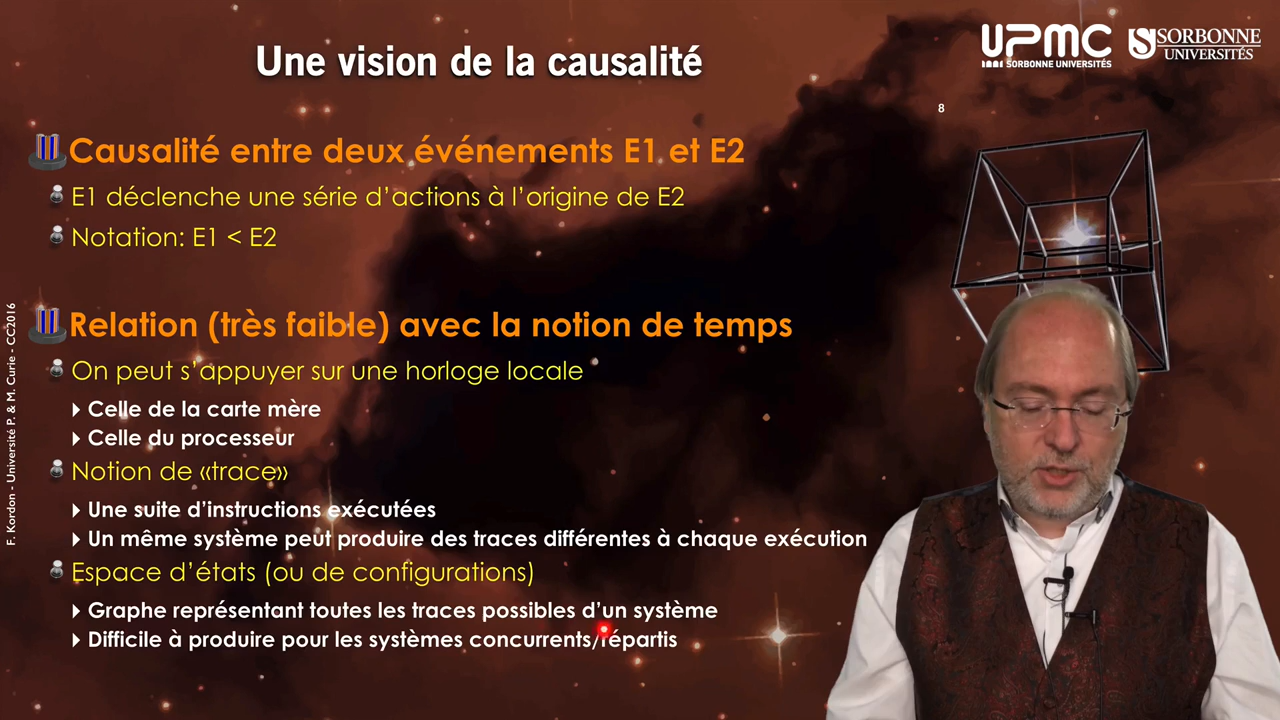 Une vision de la causalité
UPMC
SORBONNE UNIVERSITÉS
SORBONNE
UNIVERSITÉS
8
Causalité entre deux événements E1 et E2
E1 déclenche une série d’actions à l’origine de E2
Notation: E1 < E2
Relation (très faible) avec la notion de temps
On peut s’appuyer sur une horloge locale
Celle de la carte mère
Celle du processeur
Notion de «trace»
Une suite d’instructions exécutées
Un même système peut produire des traces différentes à chaque exécution
Espace d’états (ou de configurations)
Graphe représentant toutes les traces possibles d’un système
Difficile à produire pour les systèmes concurrents/répartis
F. Kordon - Université P. & M. Curie - CC2016